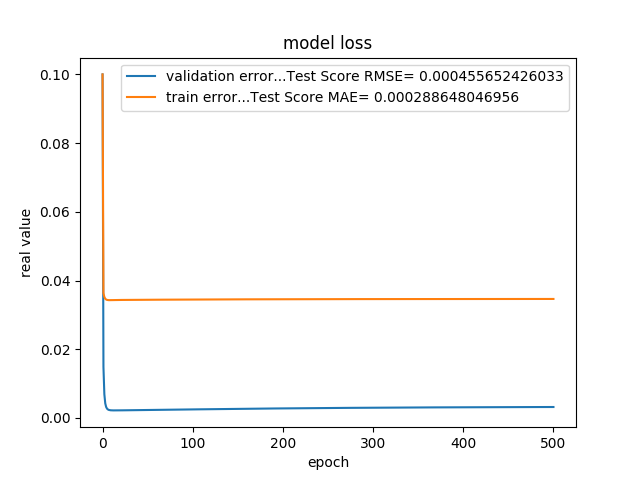 model loss
validation error...Test Score RMSE= 0.000455652426033
train error...Test Score MAE= 0.000288648046956
real value
0.10
0.08
0.06
0.04
0.02
0.00
0 100 200 300 400 500
epoch